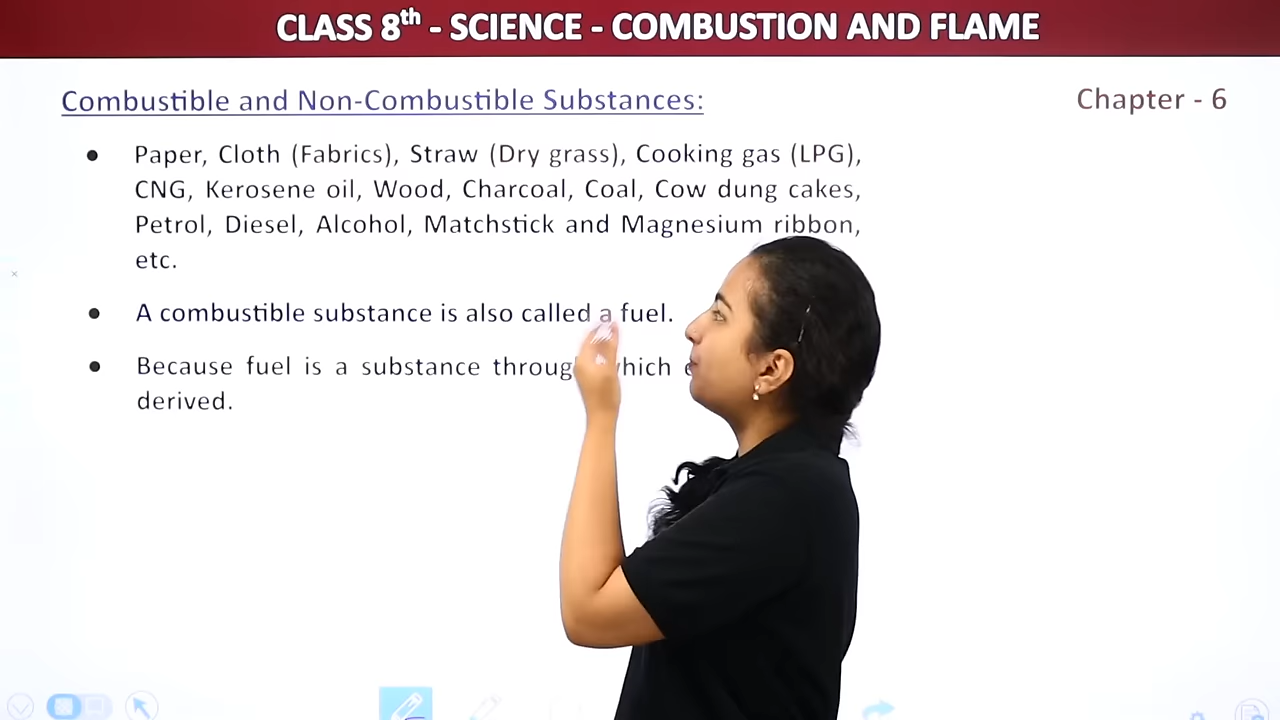 CLASS 8th - SCIENCE - COMBUSTION AND FLAME
Combustible and Non-Combustible Substances:
Chapter - 6
Paper, Cloth (Fabrics), Straw (Dry grass), Cooking gas (LPG),
CNG, Kerosene oil, Wood, Charcoal, Coal, Cow dung cakes,
Petrol, Diesel, Alcohol, Matchstick and Magnesium ribbon,
etc.
A combustible substance is also called a fuel.
Because fuel is a substance through which
derived.